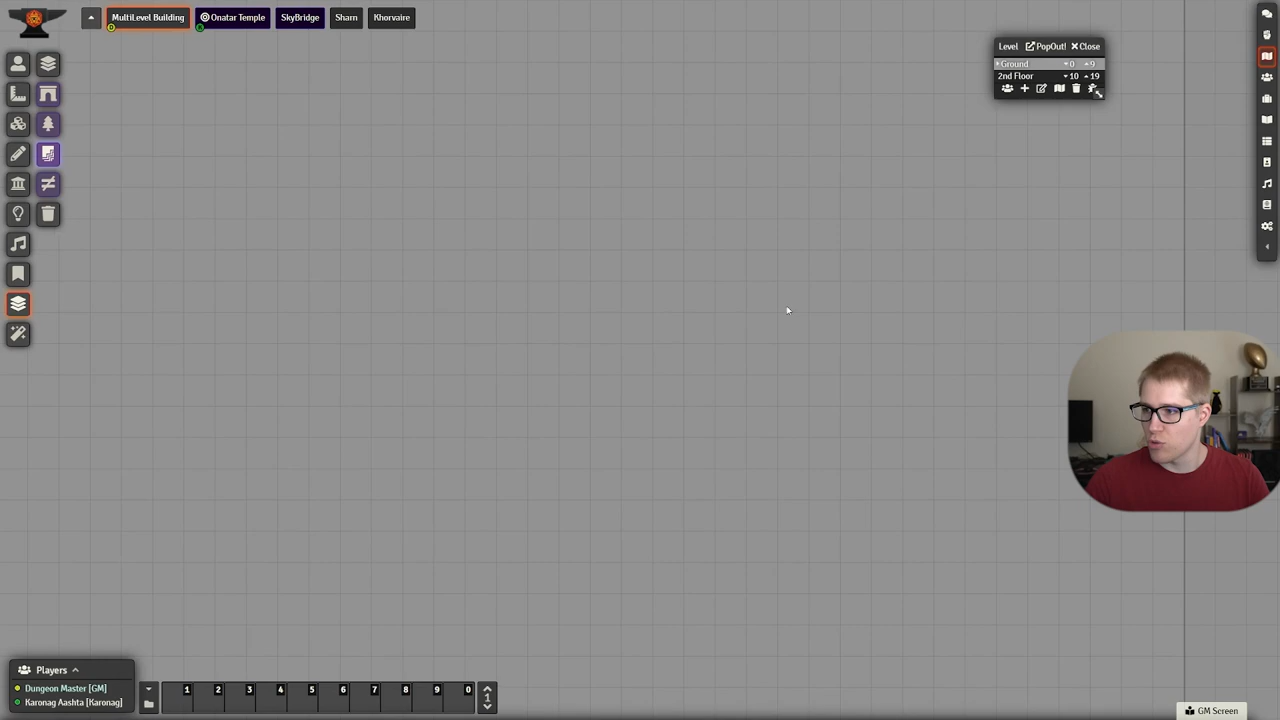 MultiLevel Building
Onatar Temple
SkyBridge
Sharn
Khorvaire
D
K
Level PopOut! Close
Ground 0 9
2nd Floor 10 19
Players
Dungeon Master [GM]
Karonag Aashta [Karonag]
1 2 3 4 5 6 7 8 9 0
1
GM Screen